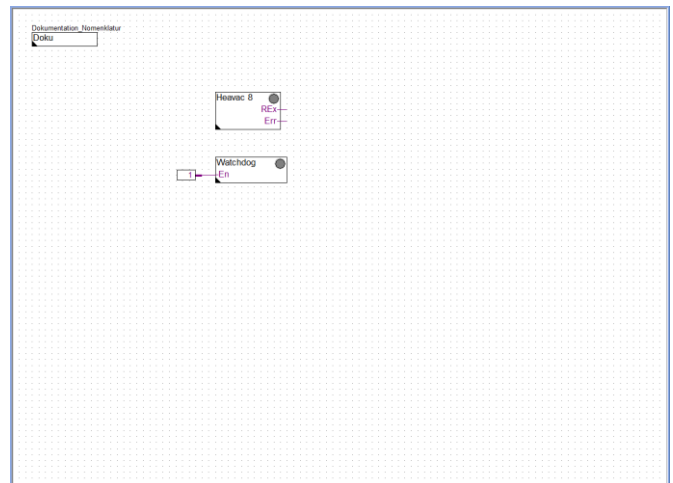 Dokumentation_Nomenklatur
Doku
Heavac 8
REx
Err
Watchdog
1
En